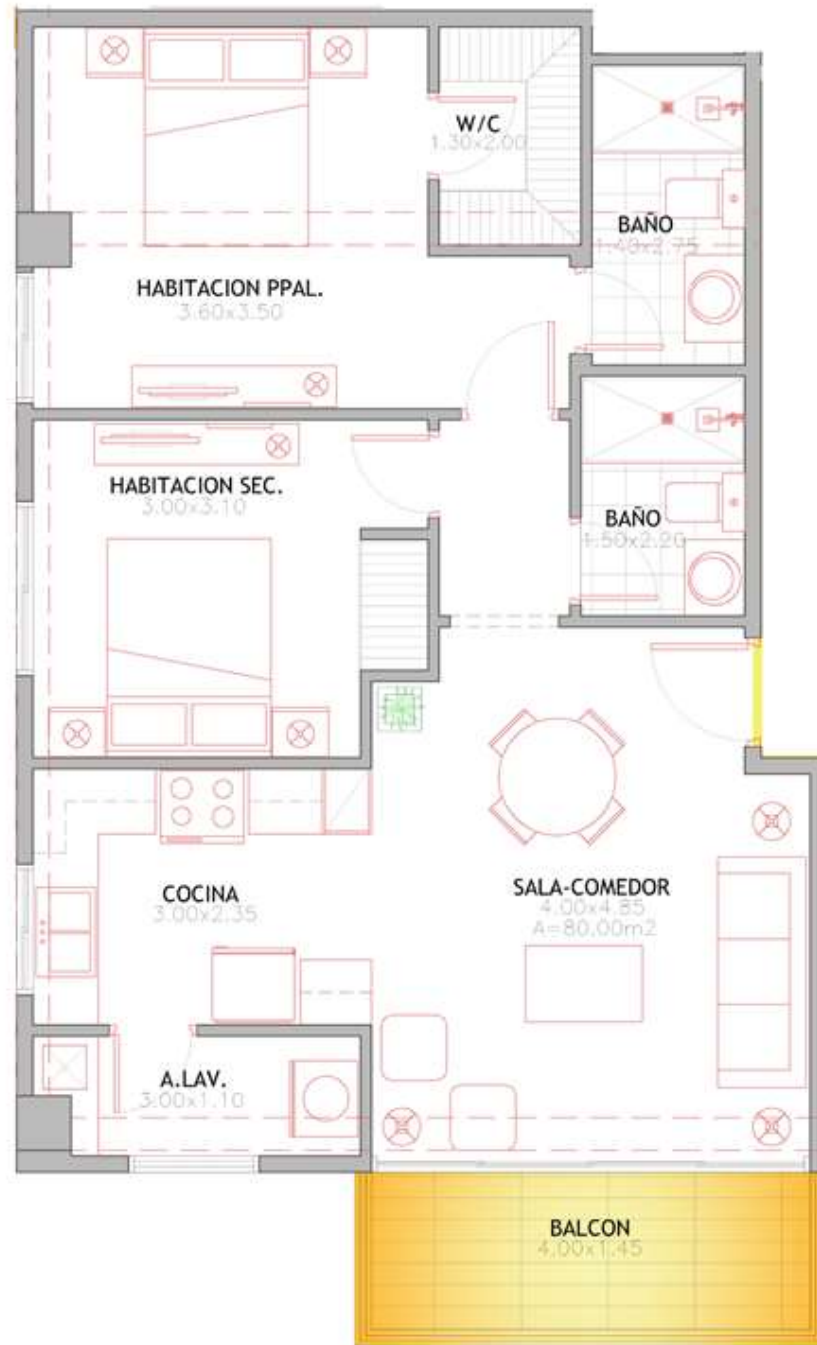 W/C
1.30x2.00
BAÑO
1.40x2.75
HABITACION PPAL.
3.60x3.50
HABITACION SEC.
3.00x3.10
BAÑO
1.50x2.20
COCINA
3.00x2.35
SALA-COMEDOR
4.00x4.85
A=80.00m2
A.LAV.
3.00x1.10
BALCON
4.00x1.45